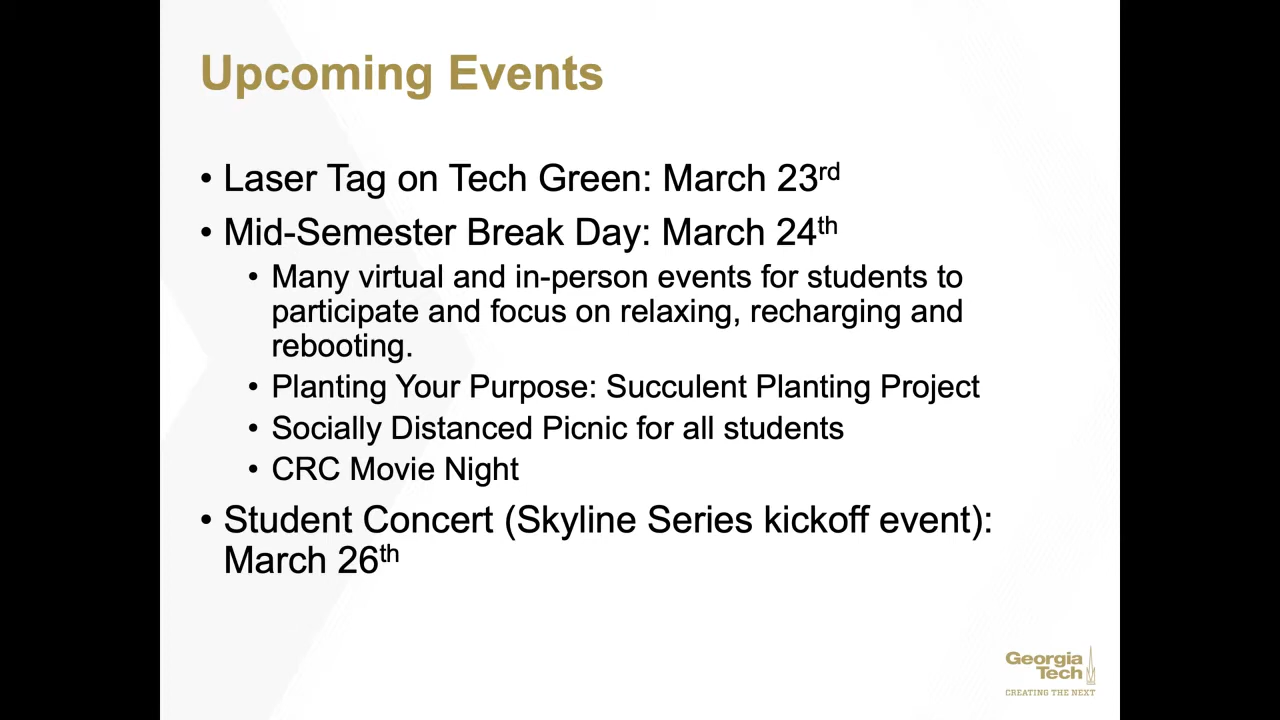 Upcoming Events
• Laser Tag on Tech Green: March 23rd
• Mid-Semester Break Day: March 24th
• Many virtual and in-person events for students to
participate and focus on relaxing, recharging and
rebooting.
• Planting Your Purpose: Succulent Planting Project
• Socially Distanced Picnic for all students
• CRC Movie Night
• Student Concert (Skyline Series kickoff event):
March 26th
Georgia
Tech
CREATING THE NEXT